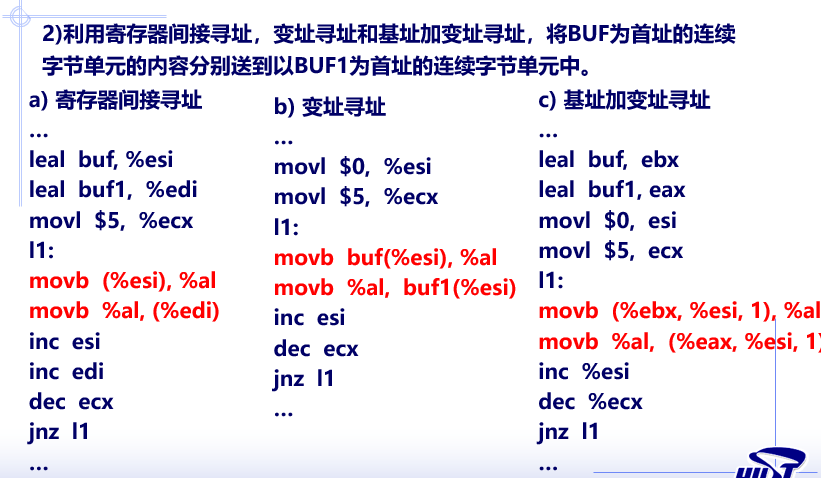 2)利用寄存器间接寻址，变址寻址和基址加变址寻址，将BUF为首址的连续
字节单元的内容分别送到以BUF1为首址的连续字节单元中。
a) 寄存器间接寻址
...
leal buf, %esi
leal buf1, %edi
movl $5, %ecx
l1:
movb (%esi), %al
movb %al, (%edi)
inc esi
inc edi
dec ecx
jnz l1
...
b) 变址寻址
...
movl $0, %esi
movl $5, %ecx
l1:
movb buf(%esi), %al
movb %al, buf1(%esi)
inc esi
dec ecx
jnz l1
...
c) 基址加变址寻址
...
leal buf, ebx
leal buf1, eax
movl $0, esi
movl $5, ecx
l1:
movb (%ebx, %esi, 1), %al
movb %al, (%eax, %esi, 1)
inc %esi
dec %ecx
jnz l1
...